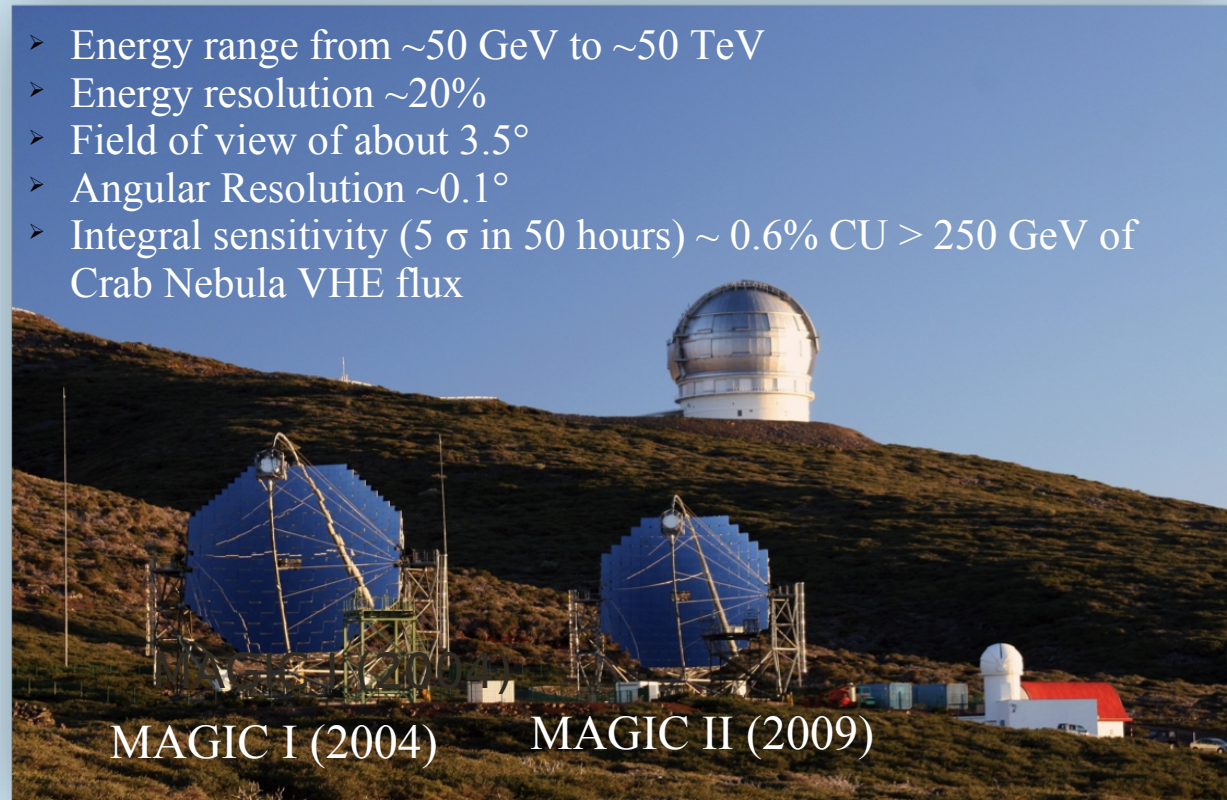 ➢ Energy range from ~50 GeV to ~50 TeV
➢ Energy resolution ~20%
➢ Field of view of about 3.5°
➢ Angular Resolution ~0.1°
➢ Integral sensitivity (5 σ in 50 hours) ~ 0.6% CU > 250 GeV of
Crab Nebula VHE flux
MAGIC I (2004)
MAGIC I (2004)
MAGIC II (2009)